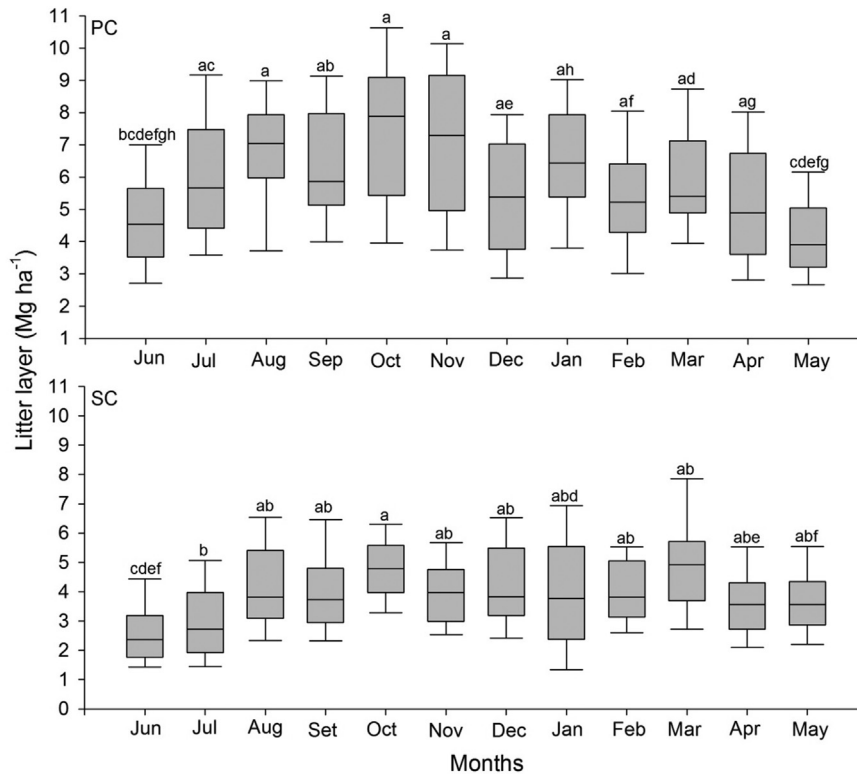 PC
11
10
9
8
7
6
5
4
3
2
1
bcdefgh ac a ab a a ae ah af ad ag cdefg
Jun Jul Aug Sep Oct Nov Dec Jan Feb Mar Apr May
Litter layer (Mg ha⁻¹)
SC
11
10
9
8
7
6
5
4
3
2
1
0
cdef b ab ab a ab ab abd ab ab abe abf
Jun Jul Aug Set Oct Nov Dec Jan Feb Mar Apr May
Months